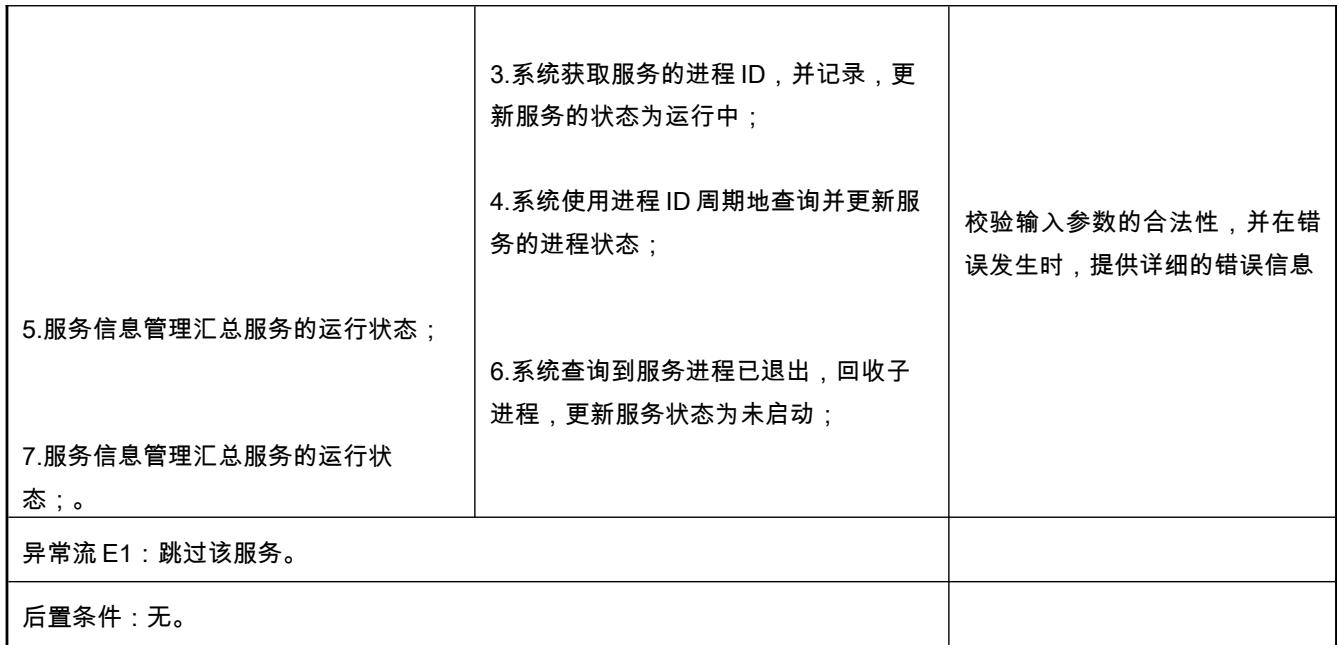 3.系统获取服务的进程 ID，并记录，更
新服务的状态为运行中；
4.系统使用进程 ID 周期地查询并更新服
务的进程状态；
校验输入参数的合法性，并在错
误发生时，提供详细的错误信息
5.服务信息管理汇总服务的运行状态；
6.系统查询到服务进程已退出，回收子
进程，更新服务状态为未启动；
7.服务信息管理汇总服务的运行状
态；。
异常流 E1：跳过该服务。
后置条件：无。